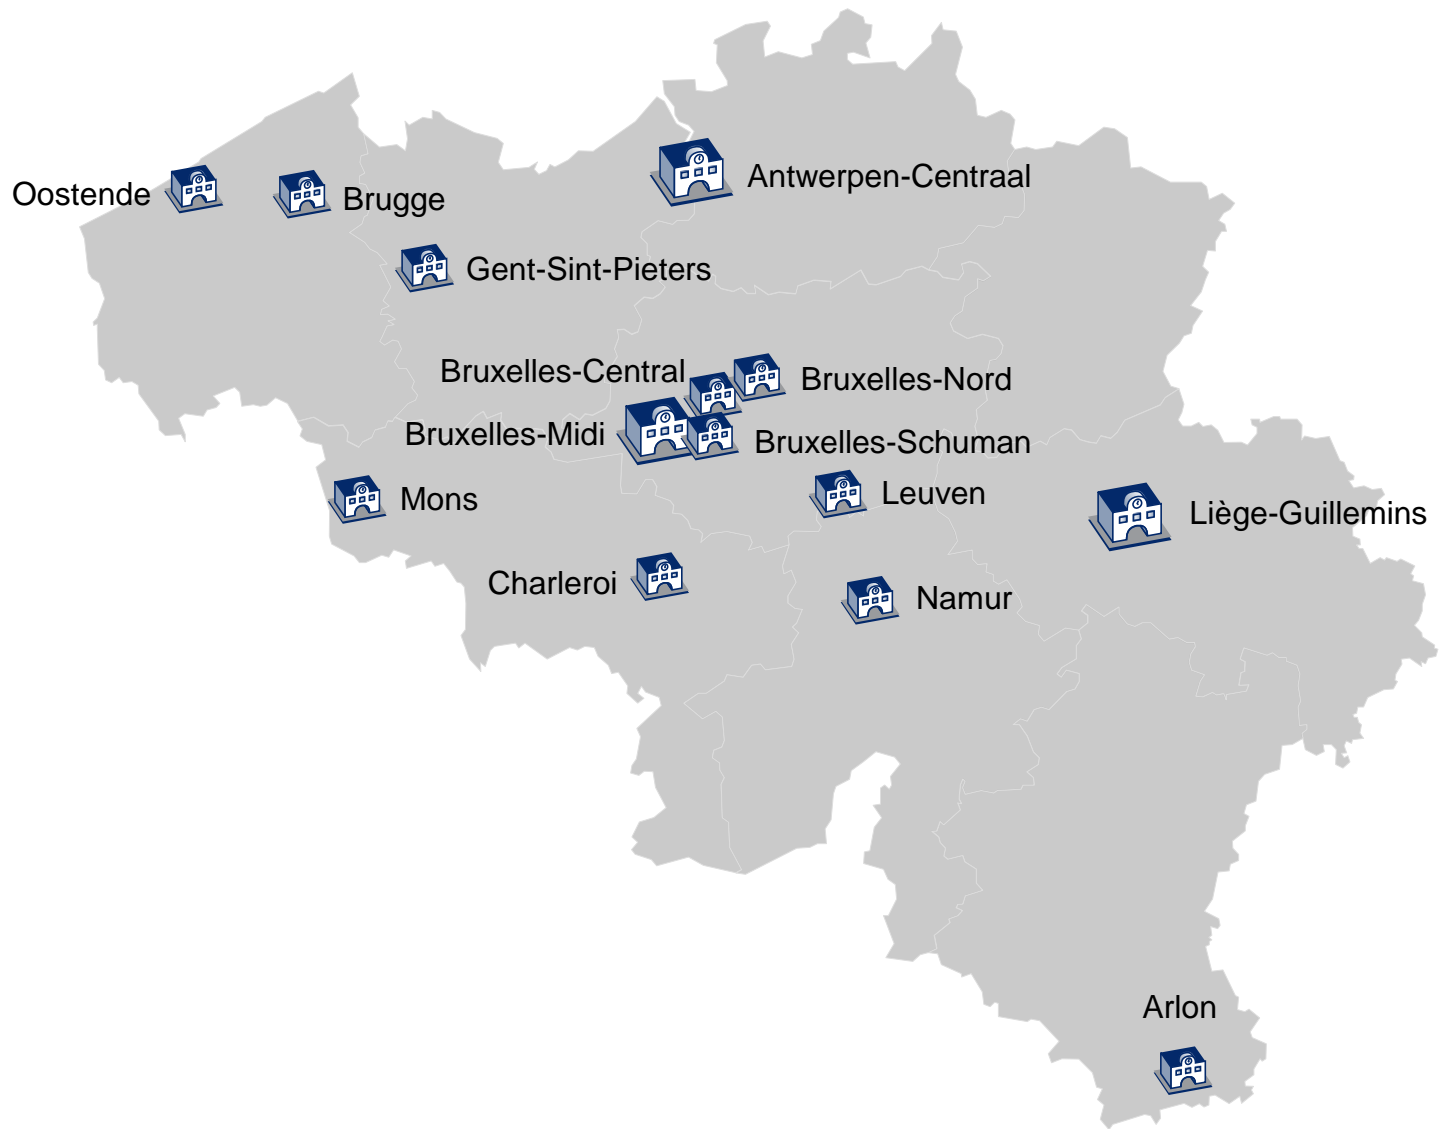 Antwerpen-Centraal
Oostende
Brugge
Gent-Sint-Pieters
Bruxelles-Central
Bruxelles-Nord
Bruxelles-Midi
Bruxelles-Schuman
Mons
Leuven
Liège-Guillemins
Charleroi
Namur
Arlon